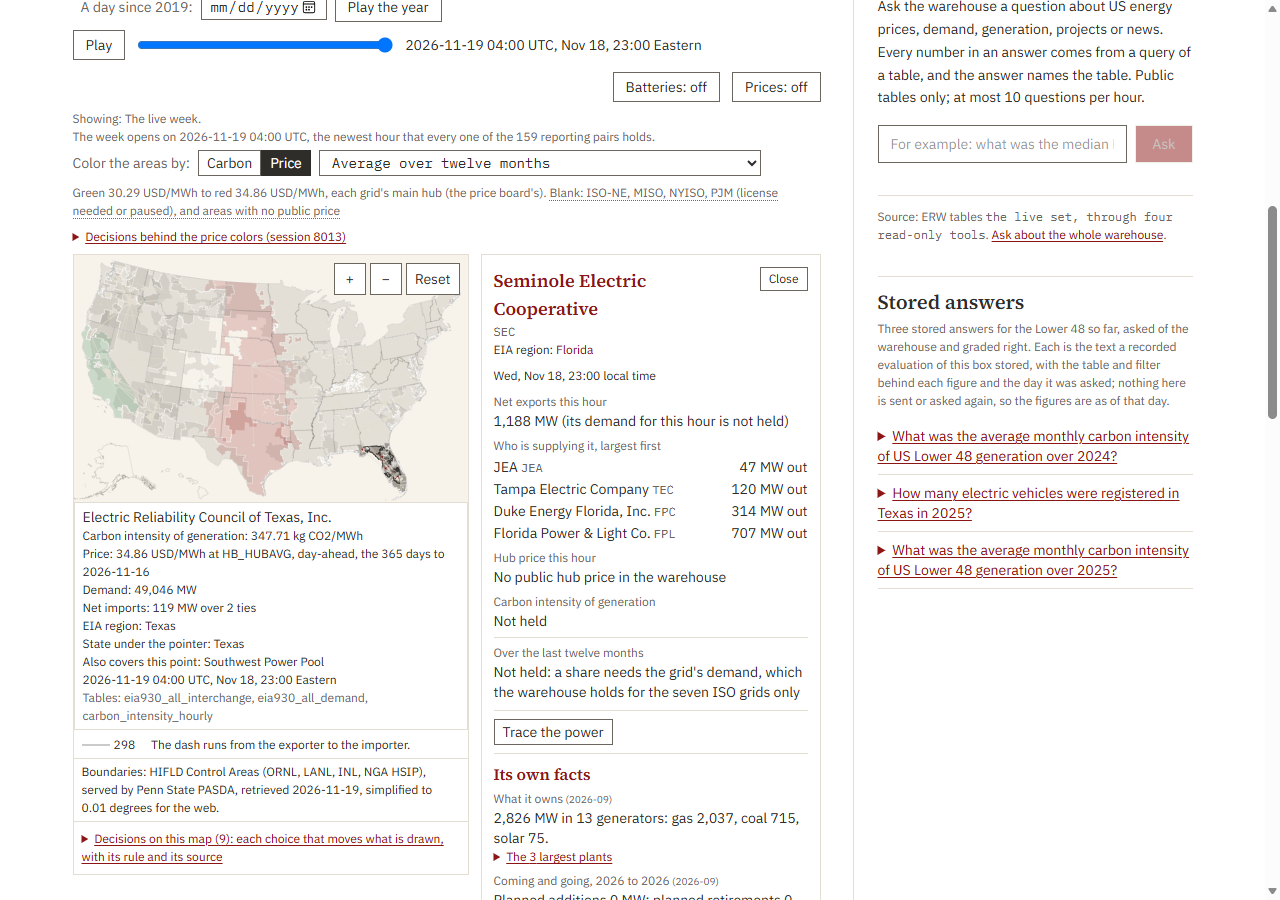 A day since 2019: mm/dd/yyyy Play the year
Play 2026-11-19 04:00 UTC, Nov 18, 23:00 Eastern
Batteries: off Prices: off
Showing: The live week.
The week opens on 2026-11-19 04:00 UTC, the newest hour that every one of the 159 reporting pairs holds.
Color the areas by: Carbon Price Average over twelve months
Green 30.29 USD/MWh to red 34.86 USD/MWh, each grid's main hub (the price board's). Blank: ISO-NE, MISO, NYISO, PJM (license
needed or paused), and areas with no public price
Decisions behind the price colors (session 8013)
+ − Reset
Electric Reliability Council of Texas, Inc.
Carbon intensity of generation: 347.71 kg CO2/MWh
Price: 34.86 USD/MWh at HB_HUBAVG, day-ahead, the 365 days to
2026-11-16
Demand: 49,046 MW
Net imports: 119 MW over 2 ties
EIA region: Texas
State under the pointer: Texas
Also covers this point: Southwest Power Pool
2026-11-19 04:00 UTC, Nov 18, 23:00 Eastern
Tables: eia930_all_interchange, eia930_all_demand,
carbon_intensity_hourly
298 The dash runs from the exporter to the importer.
Boundaries: HIFLD Control Areas (ORNL, LANL, INL, NGA HSIP),
served by Penn State PASDA, retrieved 2026-11-19, simplified to
0.01 degrees for the web.
Decisions on this map (9): each choice that moves what is drawn,
with its rule and its source
Seminole Electric
Cooperative
Close
SEC
EIA region: Florida
Wed, Nov 18, 23:00 local time
Net exports this hour
1,188 MW (its demand for this hour is not held)
Who is supplying it, largest first
JEA JEA 47 MW out
Tampa Electric Company TEC 120 MW out
Duke Energy Florida, Inc. FPC 314 MW out
Florida Power & Light Co. FPL 707 MW out
Hub price this hour
No public hub price in the warehouse
Carbon intensity of generation
Not held
Over the last twelve months
Not held: a share needs the grid's demand, which
the warehouse holds for the seven ISO grids only
Trace the power
Its own facts
What it owns (2026-09)
2,826 MW in 13 generators: gas 2,037, coal 715,
solar 75.
The 3 largest plants
Coming and going, 2026 to 2026 (2026-09)
Planned additions 0 MW; planned retirements 0
Ask the warehouse a question about US energy
prices, demand, generation, projects or news.
Every number in an answer comes from a query of
a table, and the answer names the table. Public
tables only; at most 10 questions per hour.
For example: what was the median Ask
Source: ERW tables the live set, through four
read-only tools. Ask about the whole warehouse.
Stored answers
Three stored answers for the Lower 48 so far, asked of the
warehouse and graded right. Each is the text a recorded
evaluation of this box stored, with the table and filter
behind each figure and the day it was asked; nothing here
is sent or asked again, so the figures are as of that day.
What was the average monthly carbon intensity
of US Lower 48 generation over 2024?
How many electric vehicles were registered in
Texas in 2025?
What was the average monthly carbon intensity
of US Lower 48 generation over 2025?